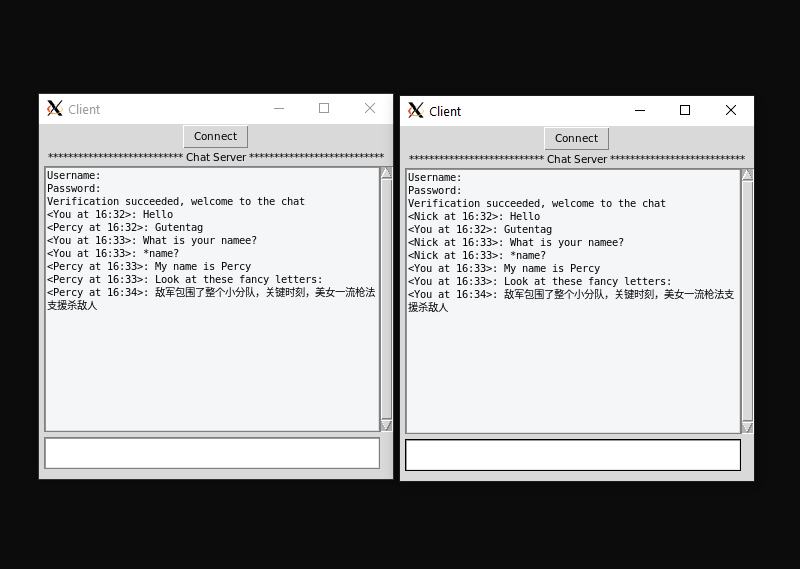 Client
Connect
*************************** Chat Server ***************************
Username:
Password:
Verification succeeded, welcome to the chat
<You at 16:32>: Hello
<Percy at 16:32>: Gutentag
<You at 16:33>: What is your namee?
<You at 16:33>: *name?
<Percy at 16:33>: My name is Percy
<Percy at 16:33>: Look at these fancy letters:
<Percy at 16:34>: 敌军包围了整个小分队，关键时刻，美女一流枪法
支援杀敌人
Client
Connect
*************************** Chat Server ***************************
Username:
Password:
Verification succeeded, welcome to the chat
<Nick at 16:32>: Hello
<You at 16:32>: Gutentag
<Nick at 16:33>: What is your namee?
<Nick at 16:33>: *name?
<You at 16:33>: My name is Percy
<You at 16:33>: Look at these fancy letters:
<You at 16:34>: 敌军包围了整个小分队，关键时刻，美女一流枪法支
援杀敌人